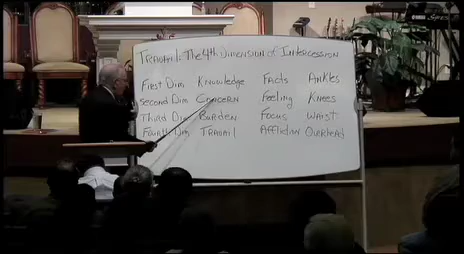 Travail: The 4th Dimension of Intercession
First Dim Knowledge Facts Ankles
Second Dim Concern Feeling Knees
Third Dim Burden Focus Waist
Fourth Dim Travail Affliction Overhead